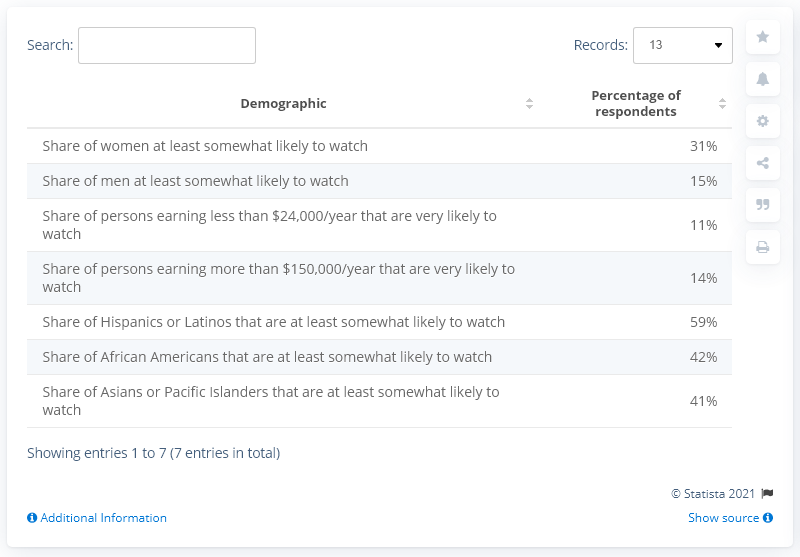 Search:
Records: 13
Demographic
Percentage of
respondents
Share of women at least somewhat likely to watch 31%
Share of men at least somewhat likely to watch 15%
Share of persons earning less than $24,000/year that are very likely to
watch
11%
Share of persons earning more than $150,000/year that are very likely to
watch
14%
Share of Hispanics or Latinos that are at least somewhat likely to watch 59%
Share of African Americans that are at least somewhat likely to watch 42%
Share of Asians or Pacific Islanders that are at least somewhat likely to
watch
41%
Showing entries 1 to 7 (7 entries in total)
© Statista 2021
Additional Information
Show source